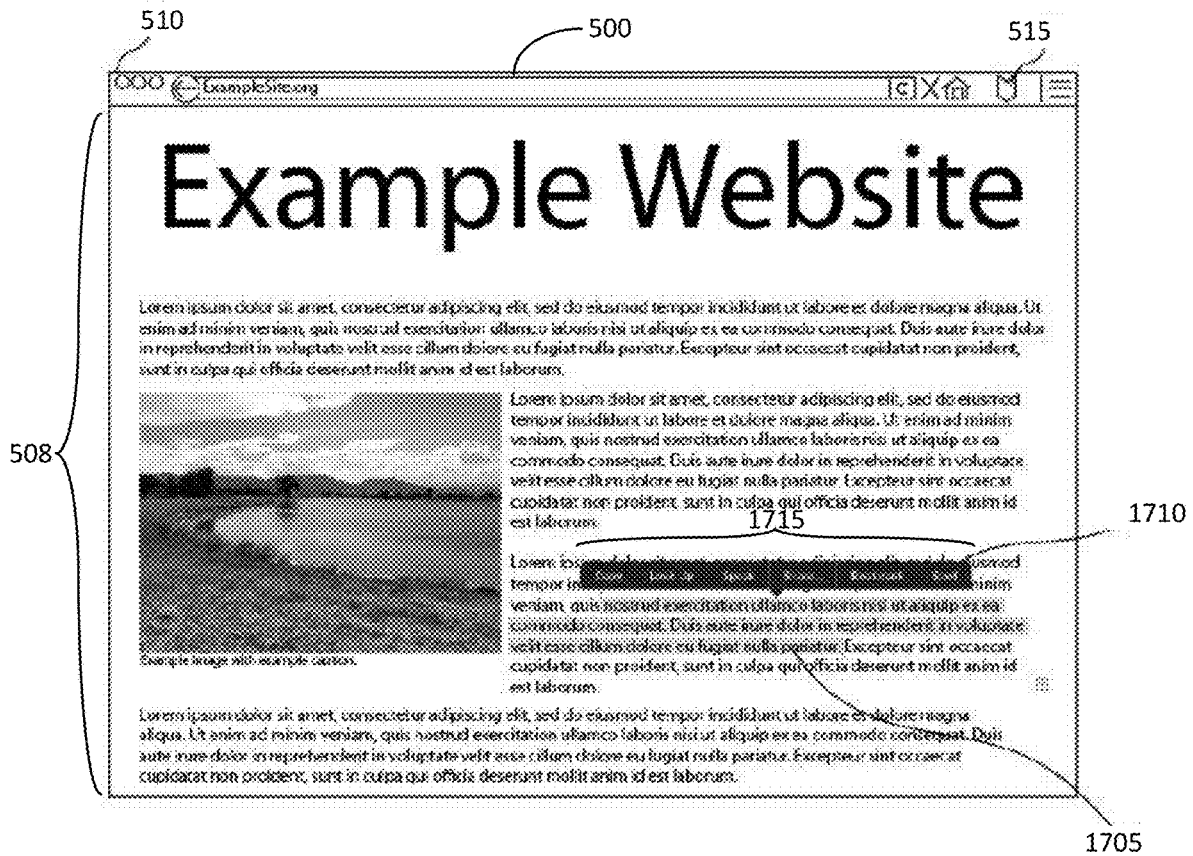 510
500
515
ExampleSite.org
C
Example Website
Lorem ipsum dolor sit amet, consectetur adipiscing elit, sed do eiusmod tempor incididunt ut labore et dolore magna aliqua. Ut
enim ad minim veniam, quis nostrud exercitation ullamco laboris nisi ut aliquip ex ea commodo consequat. Duis aute irure dolor
in reprehenderit in voluptate velit esse cillum dolore eu fugiat nulla pariatur. Excepteur sint occaecat cupidatat non proident,
sunt in culpa qui officia deserunt mollit anim id est laborum.
Lorem ipsum dolor sit amet, consectetur adipiscing elit, sed do eiusmod
tempor incididunt ut labore et dolore magna aliqua. Ut enim ad minim
veniam, quis nostrud exercitation ullamco laboris nisi ut aliquip ex ea
commodo consequat. Duis aute irure dolor in reprehenderit in voluptate
velit esse cillum dolore eu fugiat nulla pariatur. Excepteur sint occaecat
cupidatat non proident, sunt in culpa qui officia deserunt mollit anim id
est laborum.
508
1715
1710
Lorem eiusmod
tempor minim
veniam, quis nostrud exercitation ullamco laboris nisi ut aliquip ex ea
commodo consequat. Duis aute irure dolor in reprehenderit in voluptate
velit esse cillum dolore eu fugiat nulla pariatur. Excepteur sint occaecat
cupidatat non proident, sunt in culpa qui officia deserunt mollit anim id
est laborum.
Example image with example caption.
Lorem ipsum dolor sit amet, consectetur adipiscing elit, sed do eiusmod tempor incididunt ut labore et dolore magna
aliqua. Ut enim ad minim veniam, quis nostrud exercitation ullamco laboris nisi ut aliquip ex ea commodo consequat. Duis
aute irure dolor in reprehenderit in voluptate velit esse cillum dolore eu fugiat nulla pariatur. Excepteur sint occaecat
cupidatat non proident, sunt in culpa qui officia deserunt mollit anim id est laborum.
1705